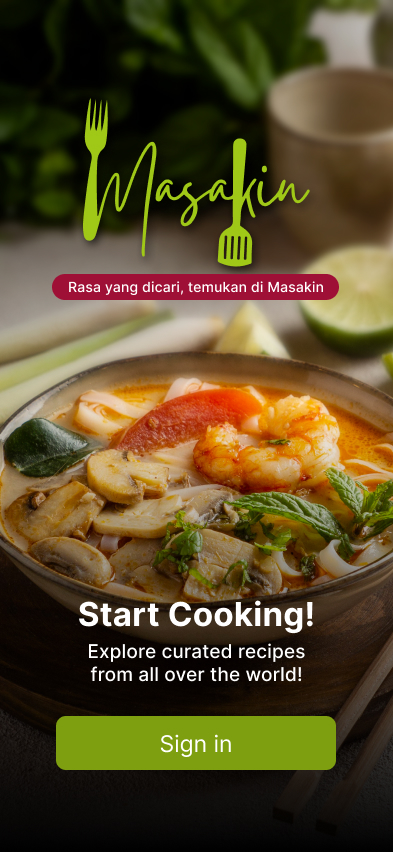 Masakin
Rasa yang dicari, temukan di Masakin
Start Cooking!
Explore curated recipes
from all over the world!
Sign in